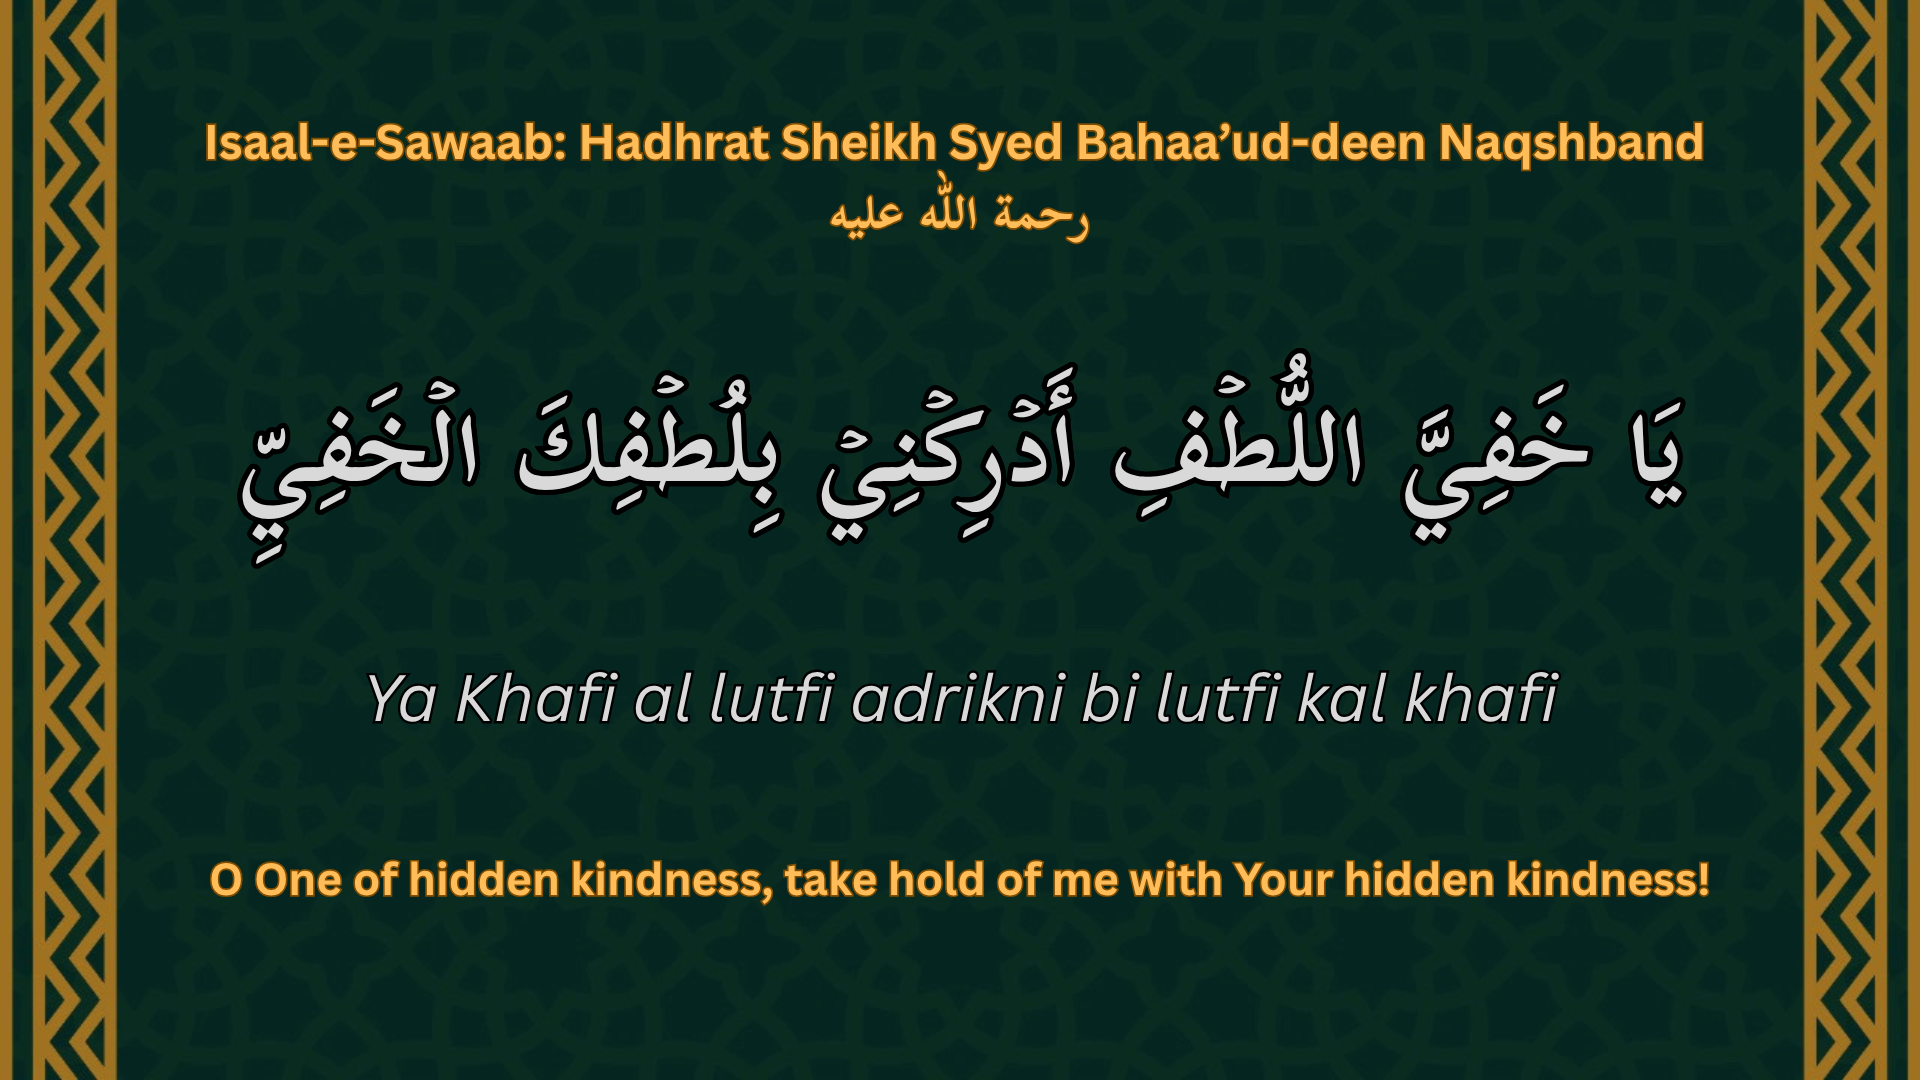 Isaal-e-Sawaab: Hadhrat Sheikh Syed Bahaa’ud-deen Naqshband
رحمة الله عليه
يَا خَفِيَّ اللُّطْفِ أَدْرِكْنِيْ بِلُطْفِكَ الْخَفِيِّ
Ya Khafi al lutfi adrikni bi lutfi kal khafi
O One of hidden kindness, take hold of me with Your hidden kindness!